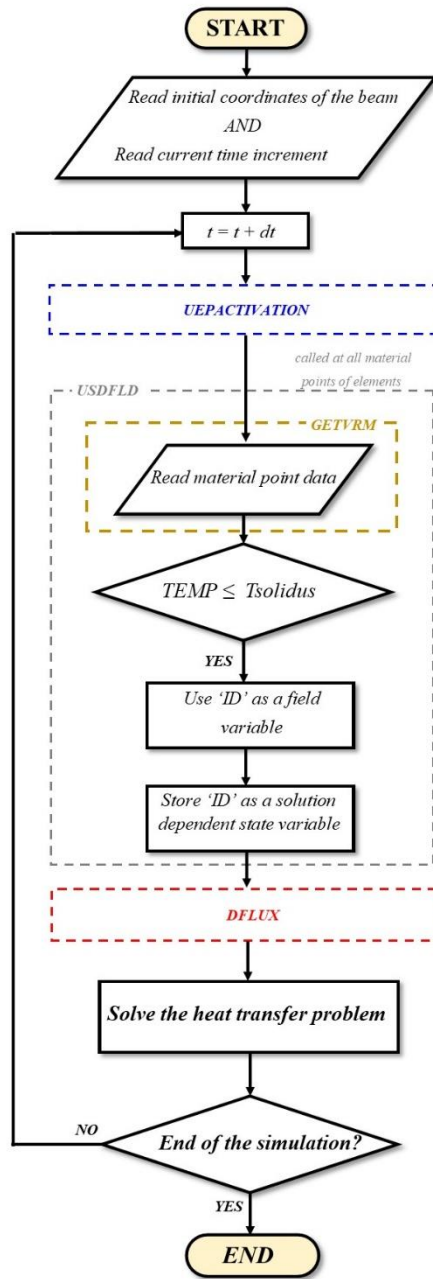 START
Read initial coordinates of the beam
AND
Read current time increment
t = t + dt
UEPACTIVATION
called at all material
points of elements
USDFLD
GETVRM
Read material point data
TEMP ≤ Tsolidus
YES
Use ‘ID’ as a field
variable
Store ‘ID’ as a solution
dependent state variable
DFLUX
Solve the heat transfer problem
End of the simulation?
NO
YES
END